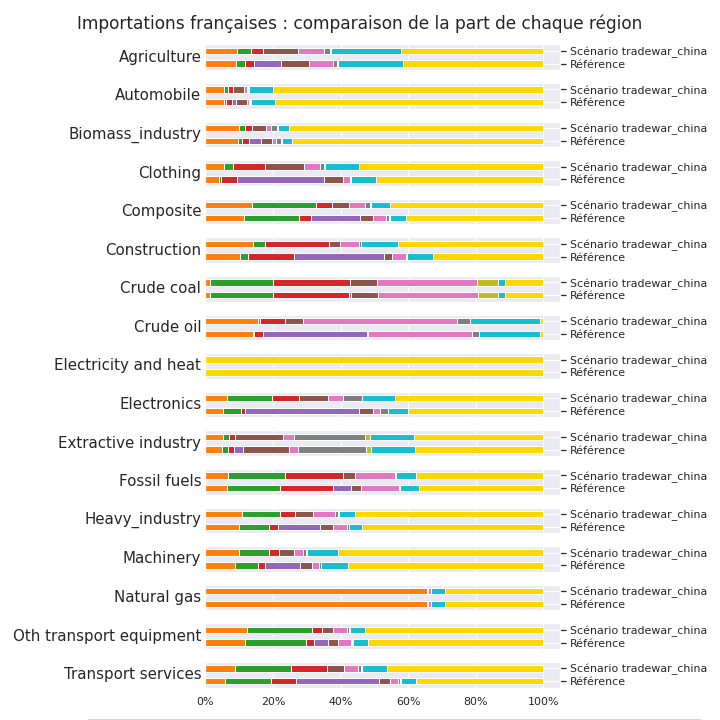 Importations françaises : comparaison de la part de chaque région
Agriculture
Scénario tradewar_china
Référence
Automobile
Scénario tradewar_china
Référence
Biomass_industry
Scénario tradewar_china
Référence
Clothing
Scénario tradewar_china
Référence
Composite
Scénario tradewar_china
Référence
Construction
Scénario tradewar_china
Référence
Crude coal
Scénario tradewar_china
Référence
Crude oil
Scénario tradewar_china
Référence
Electricity and heat
Scénario tradewar_china
Référence
Electronics
Scénario tradewar_china
Référence
Extractive industry
Scénario tradewar_china
Référence
Fossil fuels
Scénario tradewar_china
Référence
Heavy_industry
Scénario tradewar_china
Référence
Machinery
Scénario tradewar_china
Référence
Natural gas
Scénario tradewar_china
Référence
Oth transport equipment
Scénario tradewar_china
Référence
Transport services
Scénario tradewar_china
Référence
0% 20% 40% 60% 80% 100%